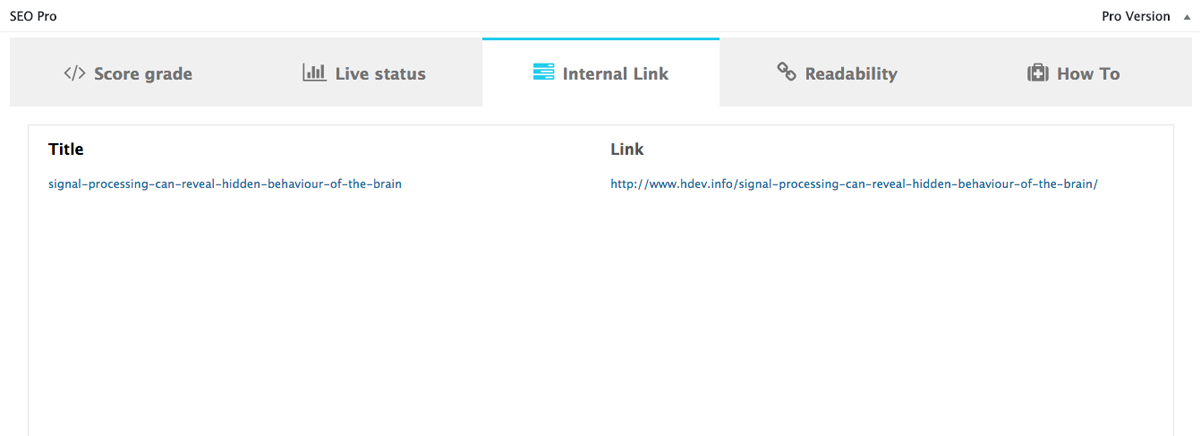 SEO Pro Pro Version
Score grade Live status Internal Link Readability How To
Title Link
signal-processing-can-reveal-hidden-behaviour-of-the-brain http://www.hdev.info/signal-processing-can-reveal-hidden-behaviour-of-the-brain/